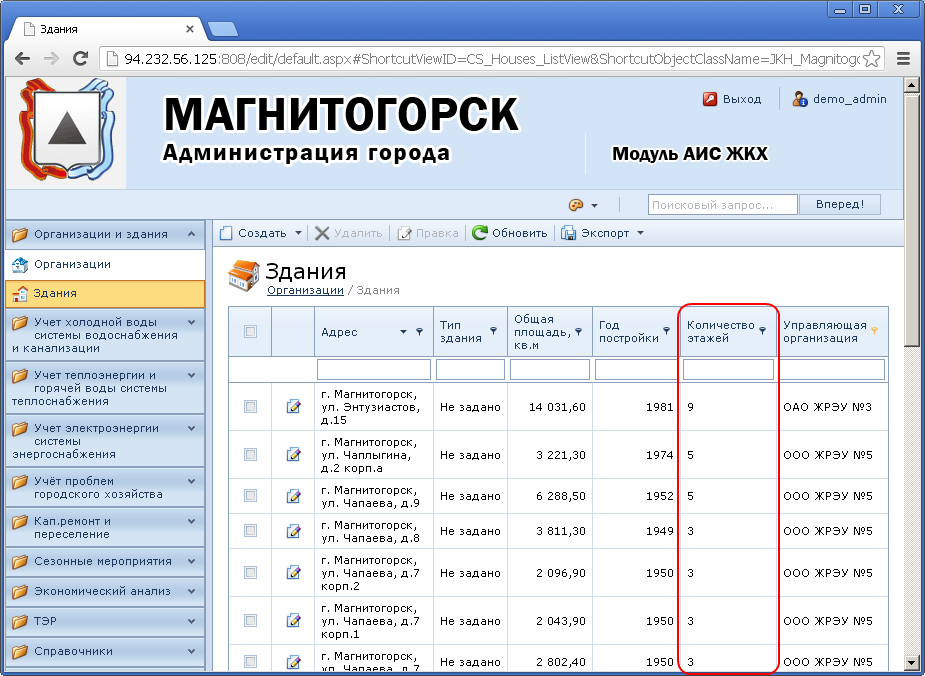 Здания
94.232.56.125:808/edit/default.aspx#ShortcutViewID=CS_Houses_ListView&ShortcutObjectClassName=JKH_Magnitogo
МАГНИТОГОРСК
Администрация города
Модуль АИС ЖКХ
Выход
demo_admin
Поисковый запрос...
Вперед!
Организации и здания
Организации
Здания
Учет холодной воды
системы водоснабжения
и канализации
Учет теплоэнергии и
горячей воды системы
теплоснабжения
Учет электроэнергии
системы
энергоснабжения
Учёт проблем
городского хозяйства
Кап.ремонт и
переселение
Сезонные мероприятия
Экономический анализ
ТЭР
Справочники
Создать
Удалить
Правка
Обновить
Экспорт
Здания
Организации / Здания
Адрес
Тип
здания
Общая
площадь,
кв.м
Год
постройки
Количество
этажей
Управляющая
организация
г. Магнитогорск,
ул. Энтузиастов,
д.15
Не задано
14 031,60
1981
9
ОАО ЖРЭУ №3
г. Магнитогорск,
ул. Чаплыгина,
д.2 корп.а
Не задано
3 221,30
1974
5
ООО ЖРЭУ №5
г. Магнитогорск,
ул. Чапаева, д.9
Не задано
6 288,50
1952
5
ООО ЖРЭУ №5
г. Магнитогорск,
ул. Чапаева, д.8
Не задано
3 811,30
1949
3
ООО ЖРЭУ №5
г. Магнитогорск,
ул. Чапаева, д.7
корп.2
Не задано
2 096,90
1950
3
ООО ЖРЭУ №5
г. Магнитогорск,
ул. Чапаева, д.7
корп.1
Не задано
2 043,90
1950
3
ООО ЖРЭУ №5
г. Магнитогорск,
ул. Чапаева, д.7
Не задано
2 802,40
1950
3
ООО ЖРЭУ №5